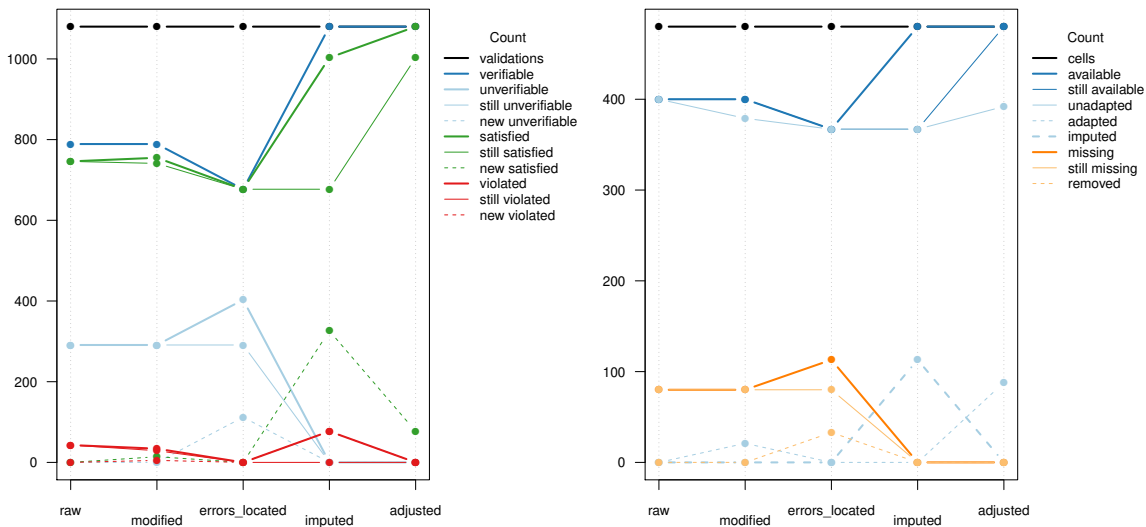 Count
validations
verifiable
unverifiable
still unverifiable
new unverifiable
satisfied
still satisfied
new satisfied
violated
still violated
new violated
1000
800
600
400
200
0
raw
modified
errors_located
imputed
adjusted
Count
cells
available
still available
unadapted
adapted
imputed
missing
still missing
removed
400
300
200
100
0
raw
modified
errors_located
imputed
adjusted